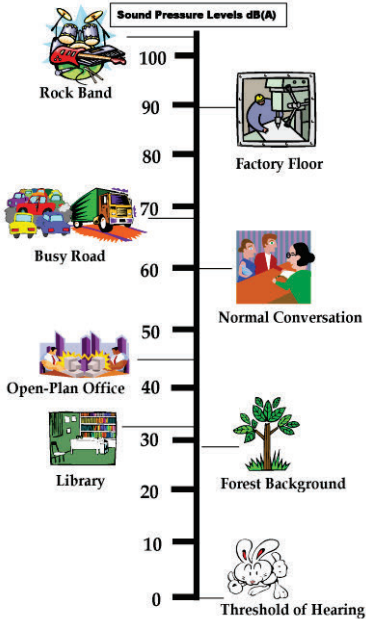 Sound Pressure Levels dB(A)
100
Rock Band
90
Factory Floor
80
70
Busy Road
60
Normal Conversation
50
Open-Plan Office
40
30
Library
Forest Background
20
10
0
Threshold of Hearing